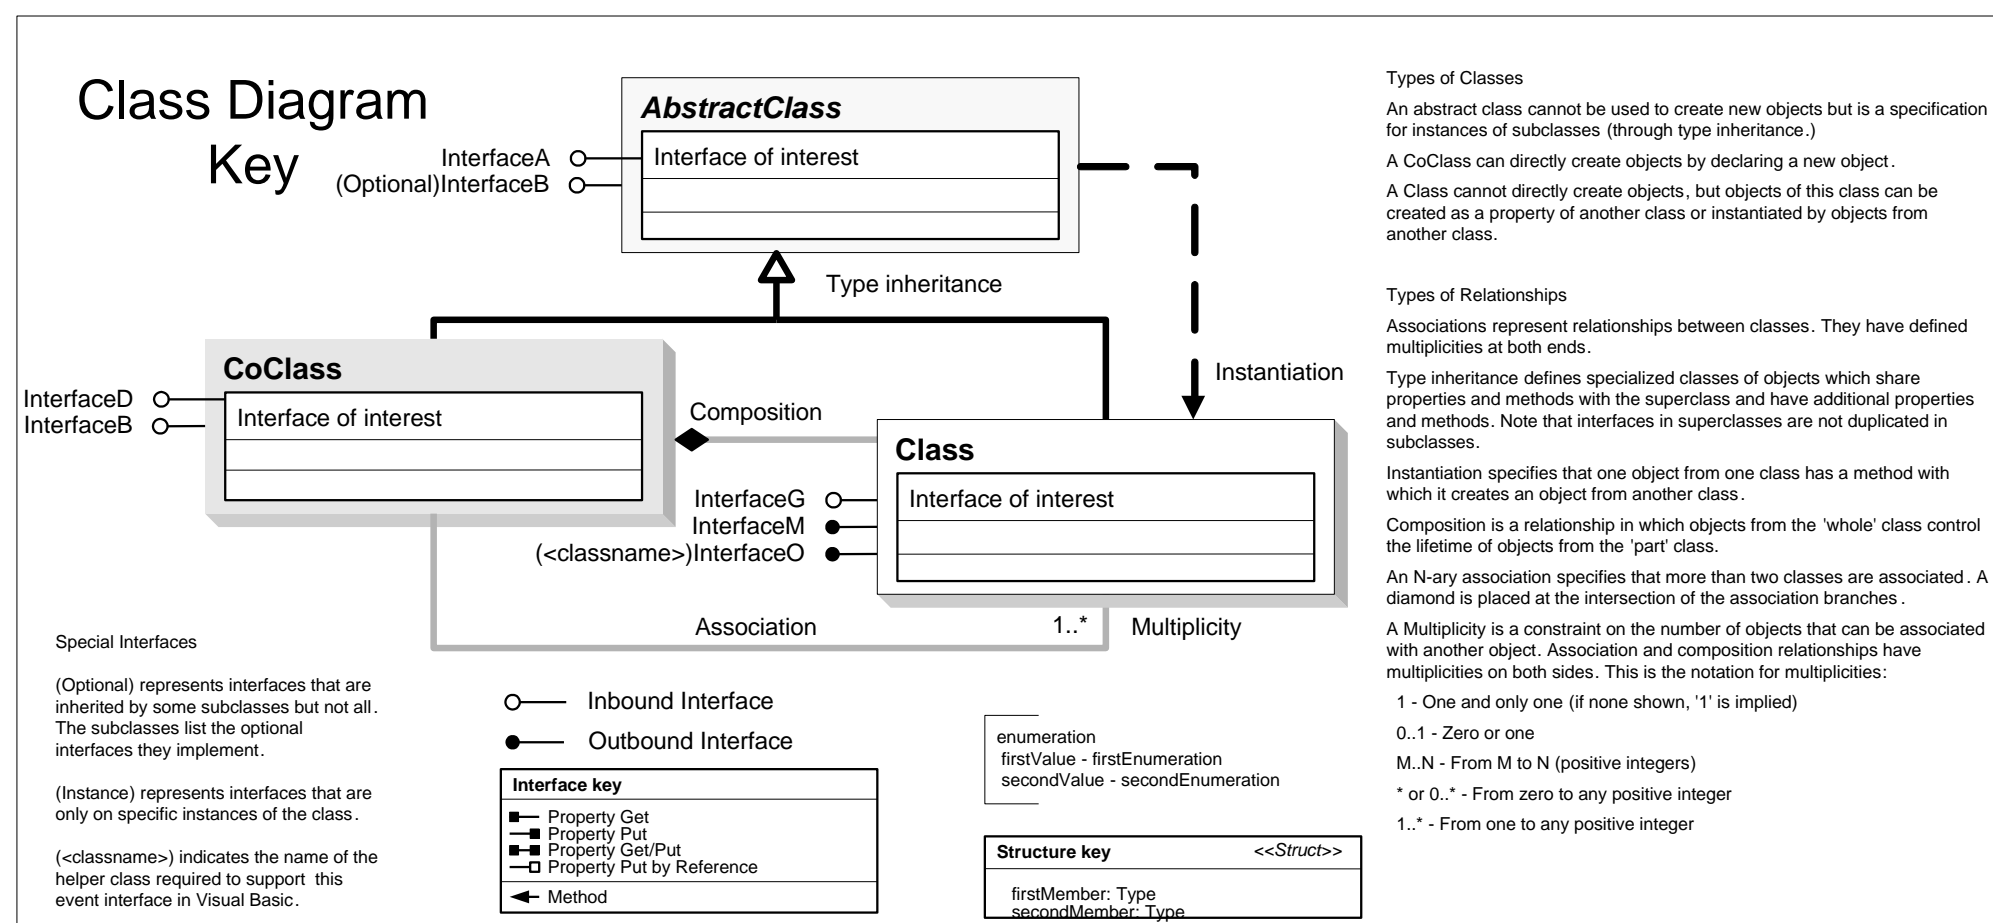 Class Diagram
Key
AbstractClass
Interface of interest
InterfaceA
(Optional)InterfaceB
Type inheritance
CoClass
Interface of interest
InterfaceD
InterfaceB
Composition
Instantiation
Class
Interface of interest
InterfaceG
InterfaceM
(<classname>)InterfaceO
Association
1..*
Multiplicity
Special Interfaces
(Optional) represents interfaces that are
inherited by some subclasses but not all.
The subclasses list the optional
interfaces they implement.
(Instance) represents interfaces that are
only on specific instances of the class.
(<classname>) indicates the name of the
helper class required to support this
event interface in Visual Basic.
Inbound Interface
Outbound Interface
Interface key
Property Get
Property Put
Property Get/Put
Property Put by Reference
Method
enumeration
firstValue - firstEnumeration
secondValue - secondEnumeration
Structure key <<Struct>>
firstMember: Type
secondMember: Type
Types of Classes
An abstract class cannot be used to create new objects but is a specification
for instances of subclasses (through type inheritance.)
A CoClass can directly create objects by declaring a new object.
A Class cannot directly create objects, but objects of this class can be
created as a property of another class or instantiated by objects from
another class.
Types of Relationships
Associations represent relationships between classes. They have defined
multiplicities at both ends.
Type inheritance defines specialized classes of objects which share
properties and methods with the superclass and have additional properties
and methods. Note that interfaces in superclasses are not duplicated in
subclasses.
Instantiation specifies that one object from one class has a method with
which it creates an object from another class.
Composition is a relationship in which objects from the 'whole' class control
the lifetime of objects from the 'part' class.
An N-ary association specifies that more than two classes are associated. A
diamond is placed at the intersection of the association branches.
A Multiplicity is a constraint on the number of objects that can be associated
with another object. Association and composition relationships have
multiplicities on both sides. This is the notation for multiplicities:
1 - One and only one (if none shown, '1' is implied)
0..1 - Zero or one
M..N - From M to N (positive integers)
* or 0..* - From zero to any positive integer
1..* - From one to any positive integer